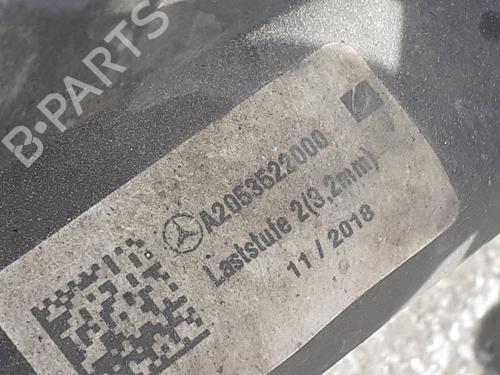 B-PARTS
A2053522000
Laststufe 2(3,2mm)
11 / 2018